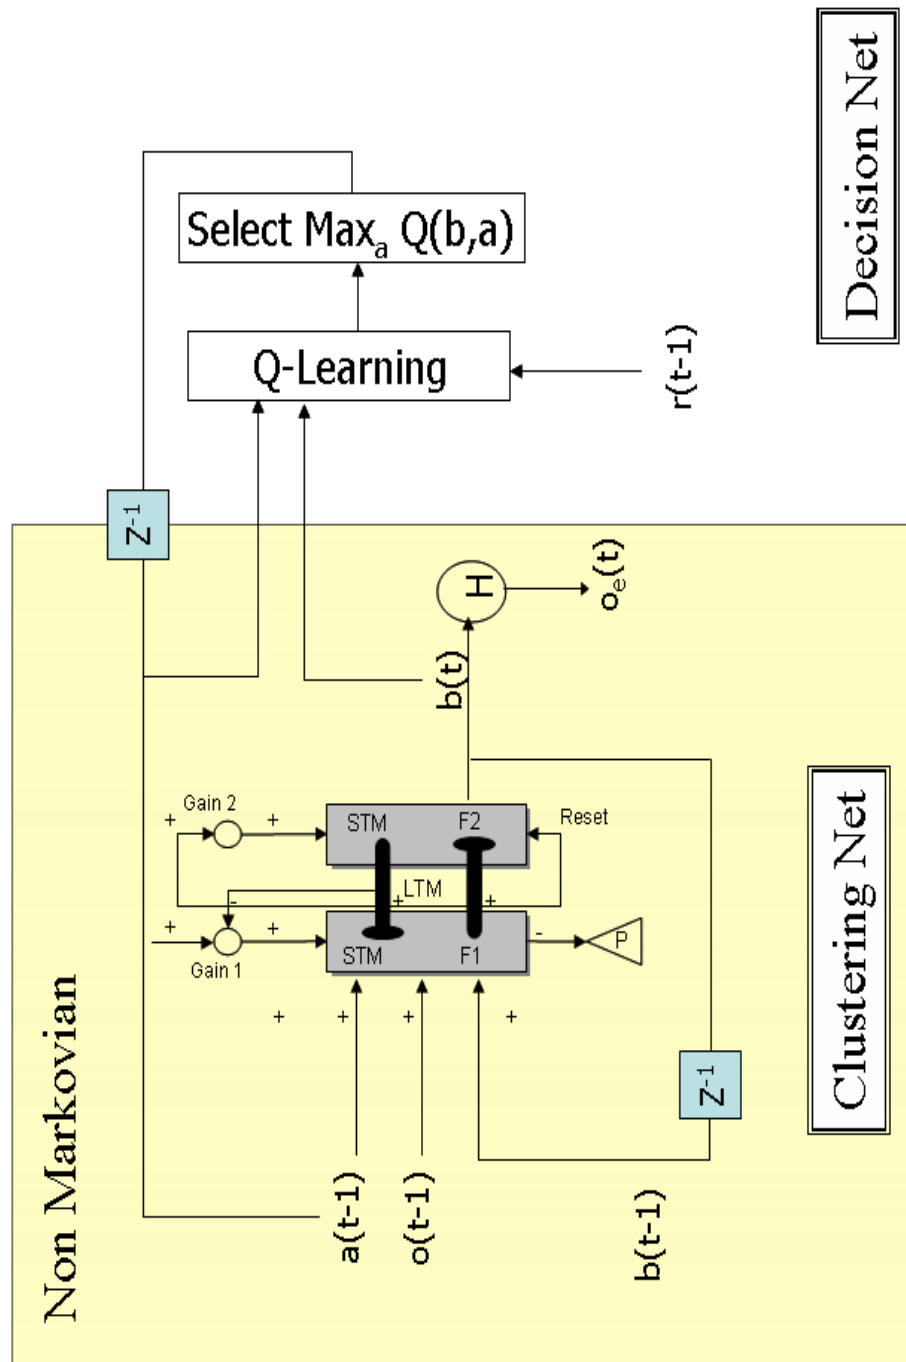 Non Markovian
Z-1
Select Maxa Q(b,a)
Q-Learning
r(t-1)
Decision Net
+
Gain 2
+
+
Gain 1
+
-
STM
F2
Reset
LTM
+
+
STM
F1
-
P
b(t)
H
oe(t)
a(t-1)
+
+
+
+
o(t-1)
b(t-1)
Z-1
Clustering Net